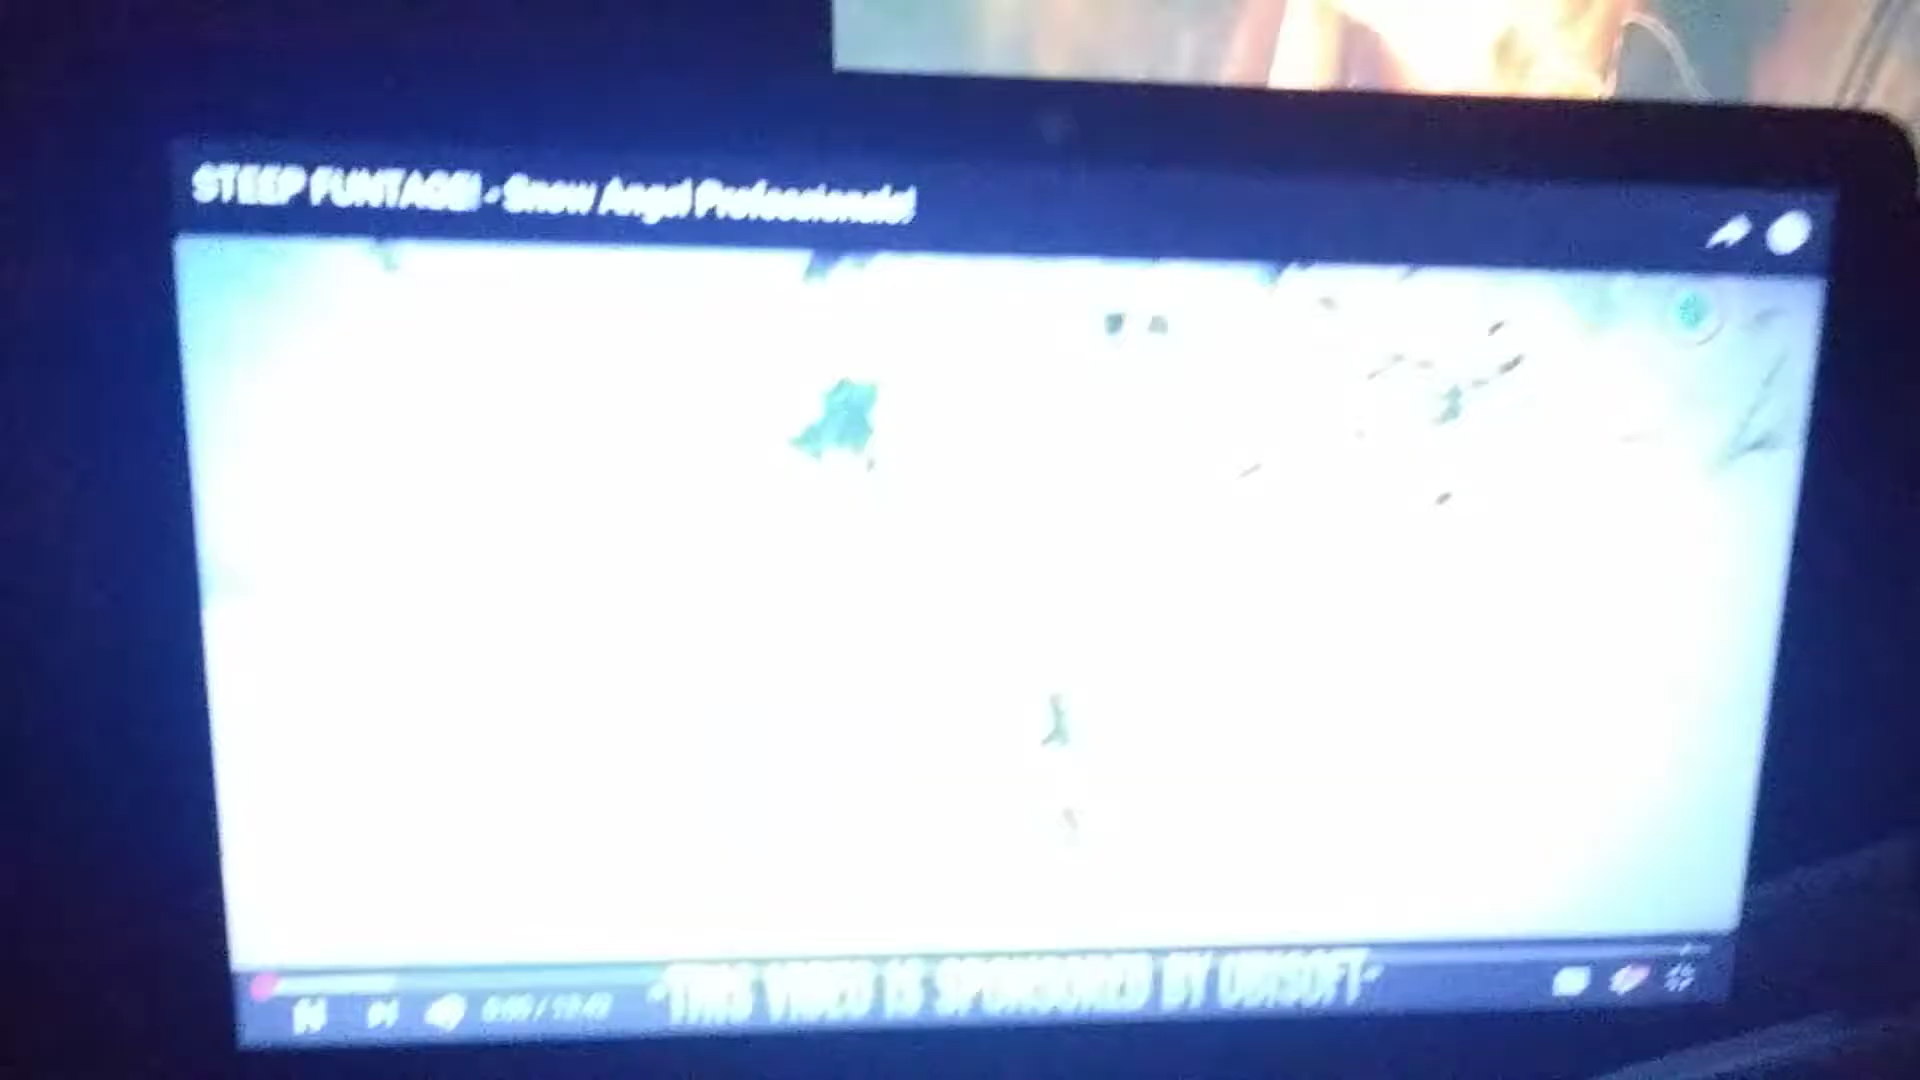 STEEP FUNTAGE! - Snow Angel Professionals!
*THIS VIDEO IS SPONSORED BY UBISOFT*